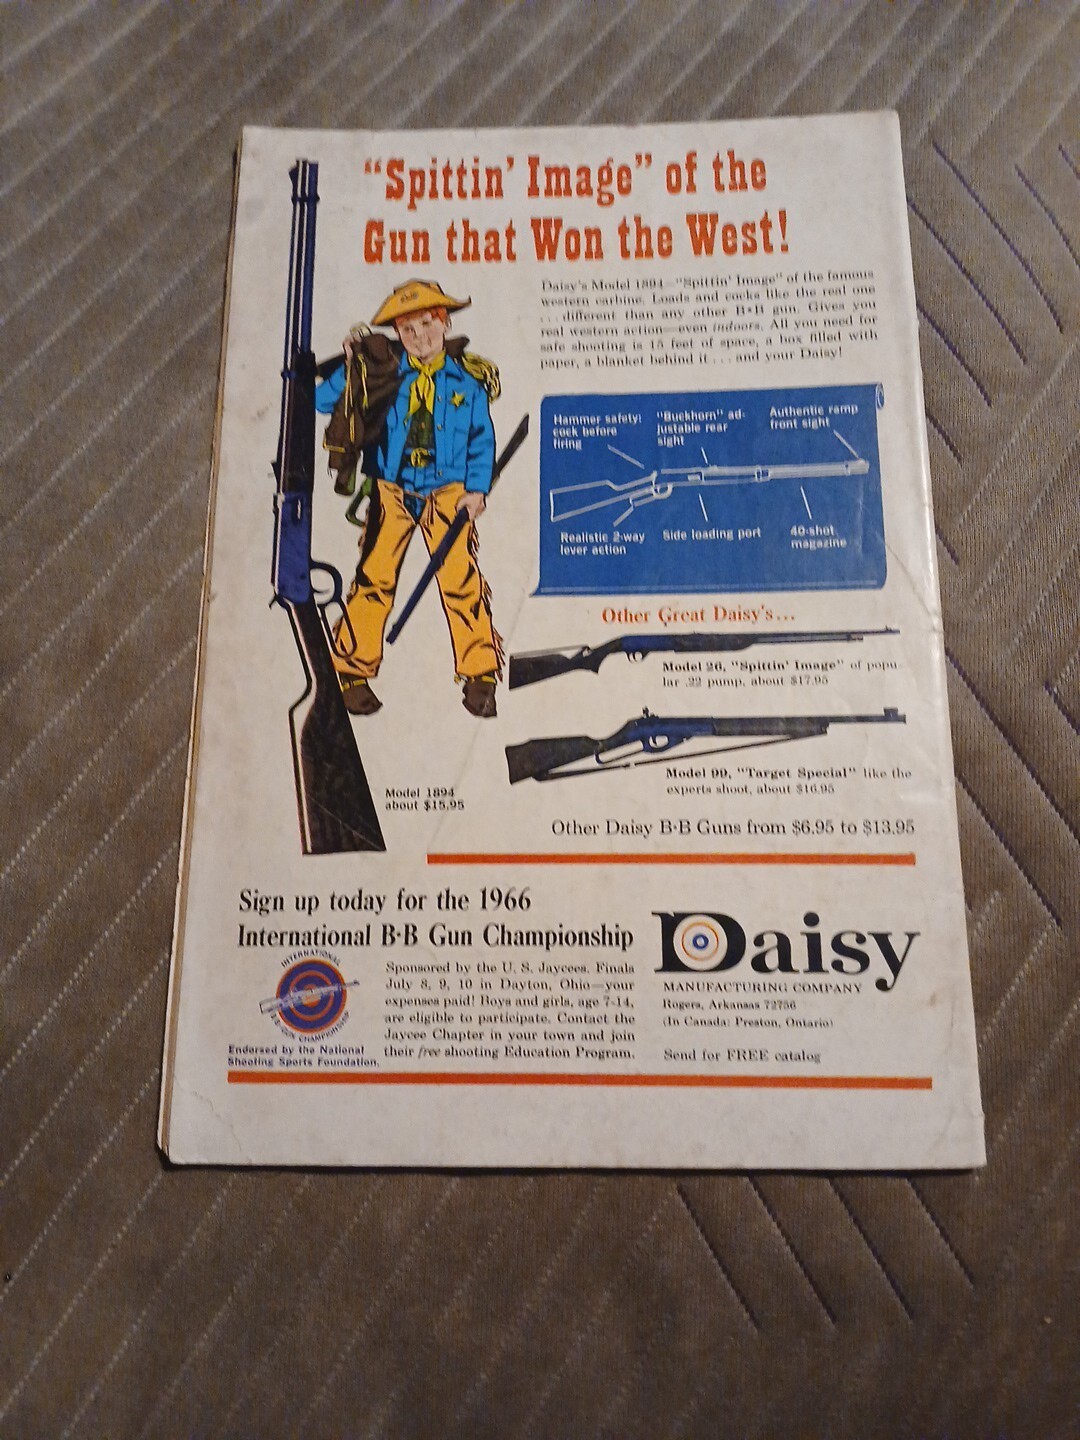 "Spittin' Image" of the
Gun that Won the West!
Daisy's Model 1894—"Spittin' Image" of the famous
western carbine. Loads and cocks like the real one
. . . different than any other B•B gun. Gives you
real western action—even indoors. All you need for
safe shooting is 15 feet of space, a box filled with
paper, a blanket behind it . . . and your Daisy!
Hammer safety:
cock before
firing
"Buckhorn" ad-
justable rear
sight
Authentic ramp
front sight
Realistic 2-way
lever action
Side loading port
40-shot
magazine
Other Great Daisy's...
Model 26, "Spittin' Image" of popu-
lar .22 pump, about $17.95
Model 99, "Target Special" like the
experts shoot, about $16.95
Model 1894
about $15.95
Other Daisy B•B Guns from $6.95 to $13.95
Sign up today for the 1966
International B•B Gun Championship
INTERNATIONAL
B•B GUN CHAMPIONSHIP
Endorsed by the National
Shooting Sports Foundation.
Sponsored by the U. S. Jaycees. Finals
July 8, 9, 10 in Dayton, Ohio—your
expenses paid! Boys and girls, age 7-14,
are eligible to participate. Contact the
Jaycee Chapter in your town and join
their free shooting Education Program.
Daisy
MANUFACTURING COMPANY
Rogers, Arkansas 72756
(In Canada: Preston, Ontario)
Send for FREE catalog